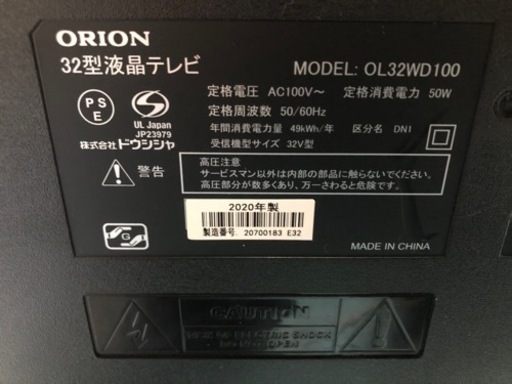 ORION
32型液晶テレビ
MODEL: OL32WD100
定格電圧 AC100V～ 定格消費電力 50W
定格周波数 50/60Hz
年間消費電力量 49kWh/年 区分名 DN1
受信機型サイズ 32V型
PS
E
UL Japan
JP23979
株式会社ドウシシャ
警告
高圧注意
サービスマン以外は内部の部品に触らないでください。
高圧部分が数多くあり、万一さわると危険です。
2020年製
製造番号: 20700183 E32
MADE IN CHINA
CAUTION
RISK OF ELECTRIC SHOCK
DO NOT OPEN